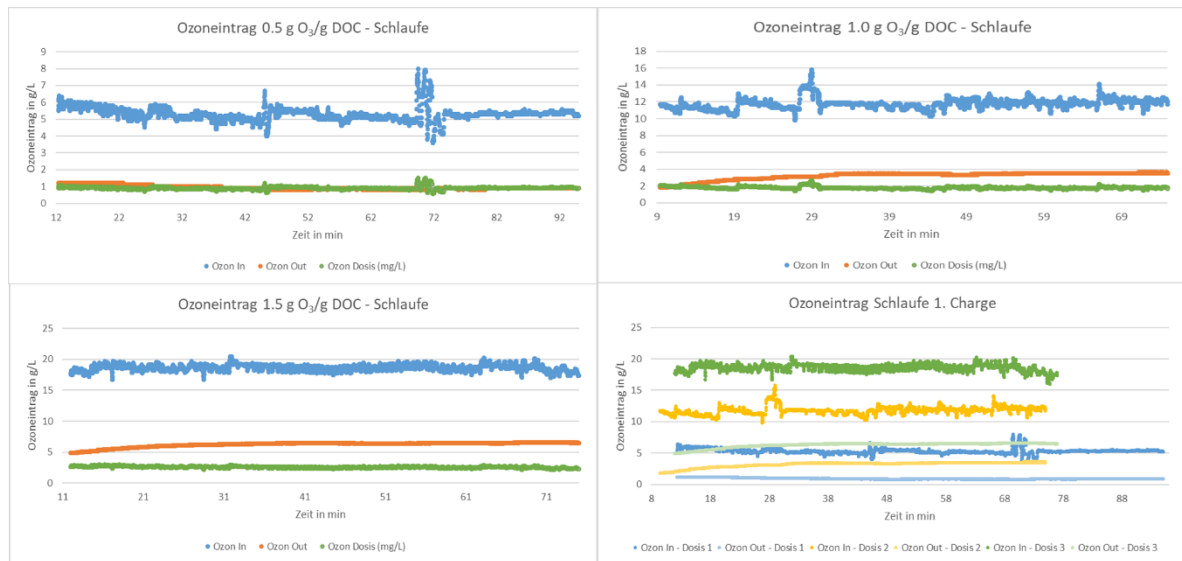 Ozoneintrag 0.5 g O₃/g DOC - Schlaufe
Ozoneintrag in g/L
9
8
7
6
5
4
3
2
1
0
12 22 32 42 52 62 72 82 92
Zeit in min
Ozon In Ozon Out Ozon Dosis (mg/L)
Ozoneintrag 1.0 g O₃/g DOC - Schlaufe
Ozoneintrag in g/L
18
16
14
12
10
8
6
4
2
0
9 19 29 39 49 59 69
Zeit in min
Ozon In Ozon Out Ozon Dosis (mg/L)
Ozoneintrag 1.5 g O₃/g DOC - Schlaufe
Ozoneintrag in g/L
25
20
15
10
5
0
11 21 31 41 51 61 71
Zeit in min
Ozon In Ozon Out Ozon Dosis (mg/L)
Ozoneintrag Schlaufe 1. Charge
Ozoneintrag in g/L
25
20
15
10
5
0
8 18 28 38 48 58 68 78 88
Zeit in min
Ozon In - Dosis 1 Ozon Out - Dosis 1 Ozon In - Dosis 2 Ozon Out - Dosis 2 Ozon In - Dosis 3 Ozon Out - Dosis 3